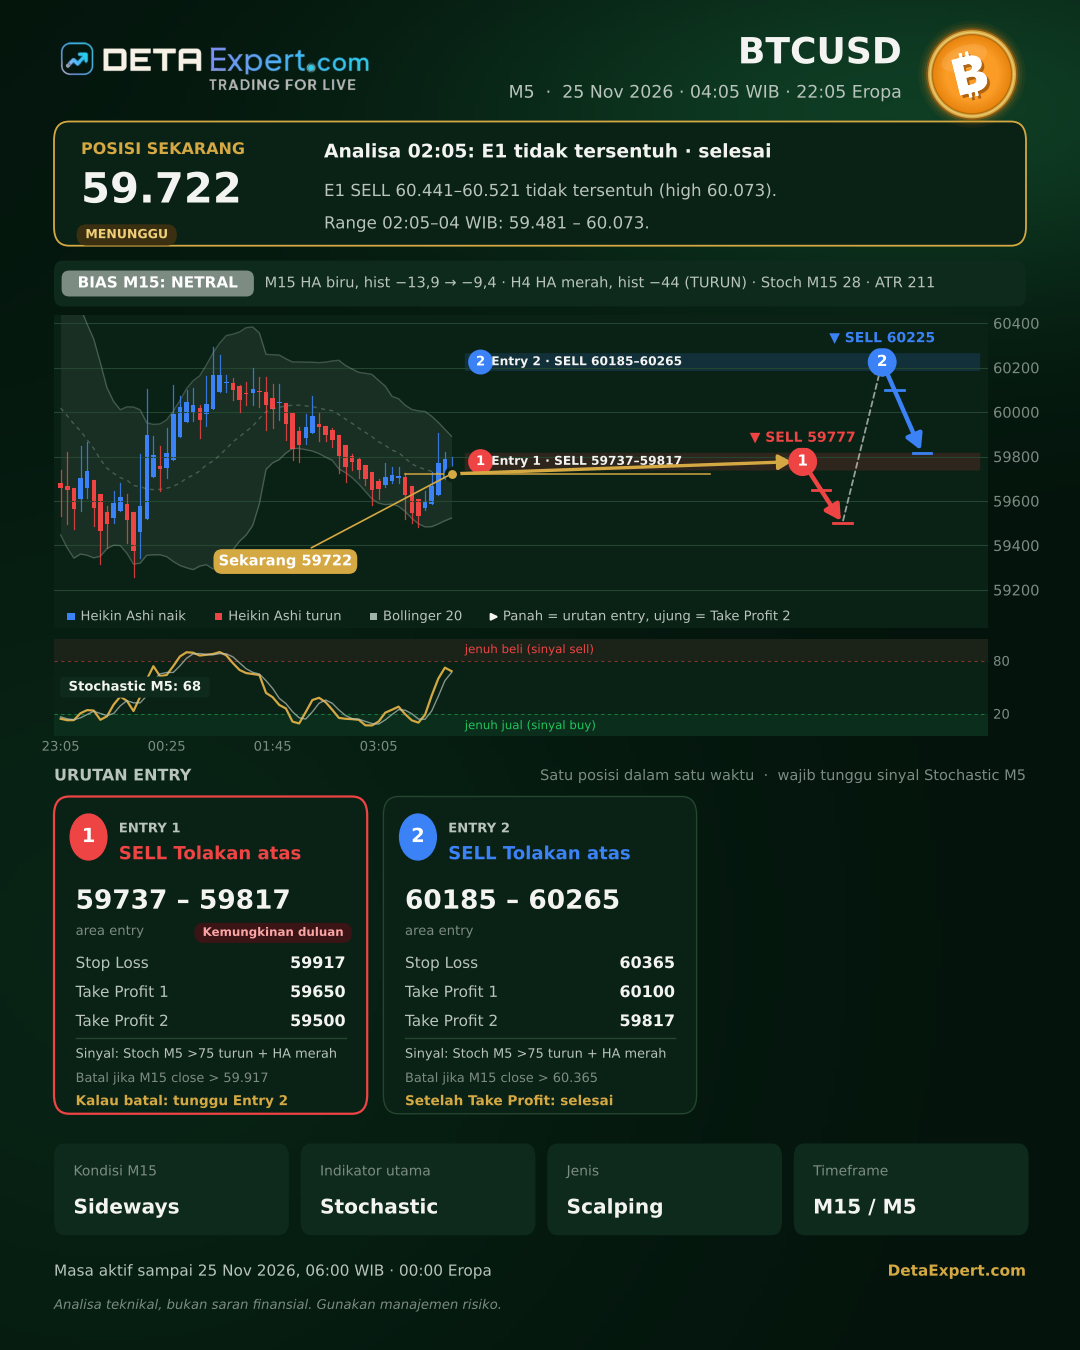 DETA Expert.com
TRADING FOR LIVE
BTCUSD
M5 · 25 Nov 2026 · 04:05 WIB · 22:05 Eropa
POSISI SEKARANG
59.722
MENUNGGU
Analisa 02:05: E1 tidak tersentuh · selesai
E1 SELL 60.441–60.521 tidak tersentuh (high 60.073).
Range 02:05–04 WIB: 59.481 – 60.073.
BIAS M15: NETRAL
M15 HA biru, hist −13,9 → −9,4 · H4 HA merah, hist −44 (TURUN) · Stoch M15 28 · ATR 211
60400
▼ SELL 60225
2 Entry 2 · SELL 60185–60265
2
60200
60000
▼ SELL 59777
59800
1 Entry 1 · SELL 59737–59817
1
59600
Sekarang 59722
59400
59200
Heikin Ashi naik
Heikin Ashi turun
Bollinger 20
Panah = urutan entry, ujung = Take Profit 2
jenuh beli (sinyal sell)
80
Stochastic M5: 68
20
jenuh jual (sinyal buy)
23:05
00:25
01:45
03:05
URUTAN ENTRY
Satu posisi dalam satu waktu · wajib tunggu sinyal Stochastic M5
1
ENTRY 1
SELL Tolakan atas
59737 – 59817
area entry
Kemungkinan duluan
Stop Loss 59917
Take Profit 1 59650
Take Profit 2 59500
Sinyal: Stoch M5 >75 turun + HA merah
Batal jika M15 close > 59.917
Kalau batal: tunggu Entry 2
2
ENTRY 2
SELL Tolakan atas
60185 – 60265
area entry
Stop Loss 60365
Take Profit 1 60100
Take Profit 2 59817
Sinyal: Stoch M5 >75 turun + HA merah
Batal jika M15 close > 60.365
Setelah Take Profit: selesai
Kondisi M15
Sideways
Indikator utama
Stochastic
Jenis
Scalping
Timeframe
M15 / M5
Masa aktif sampai 25 Nov 2026, 06:00 WIB · 00:00 Eropa
DetaExpert.com
Analisa teknikal, bukan saran finansial. Gunakan manajemen risiko.